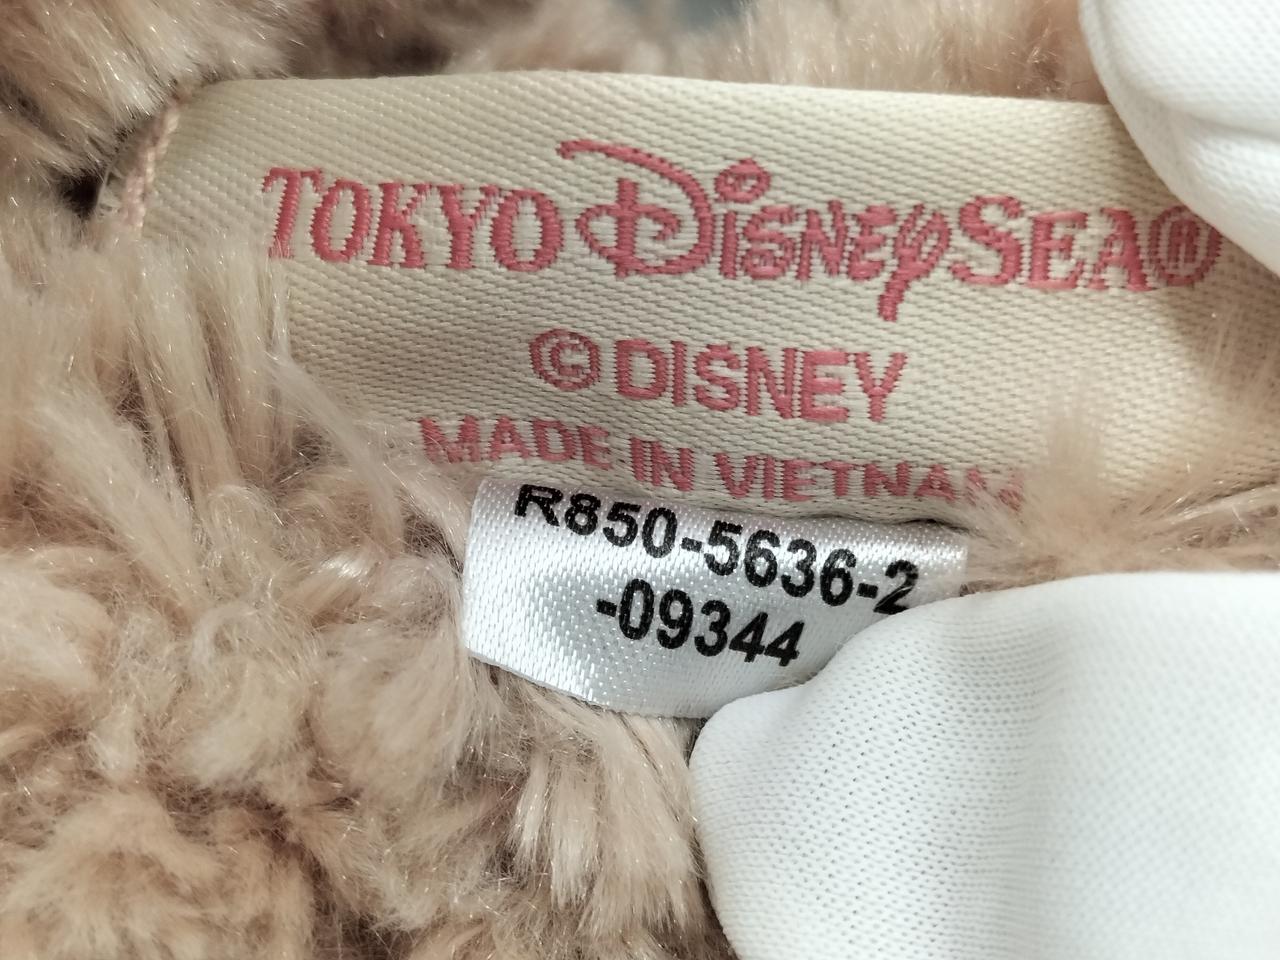 TOKYO DISNEYSEA®
© DISNEY
MADE IN VIETNAM
R850-5636-2
-09344